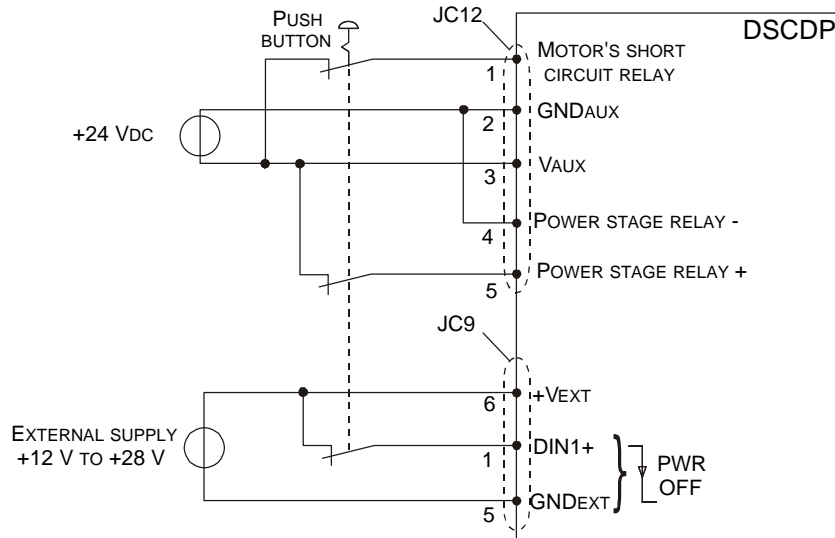 PUSH
BUTTON
JC12
DSCDP
1
MOTOR'S SHORT
CIRCUIT RELAY
2
GNDAUX
+24 VDC
3
VAUX
4
POWER STAGE RELAY -
5
POWER STAGE RELAY +
JC9
6
+VEXT
EXTERNAL SUPPLY
+12 V TO +28 V
1
DIN1+
PWR
OFF
5
GNDEXT